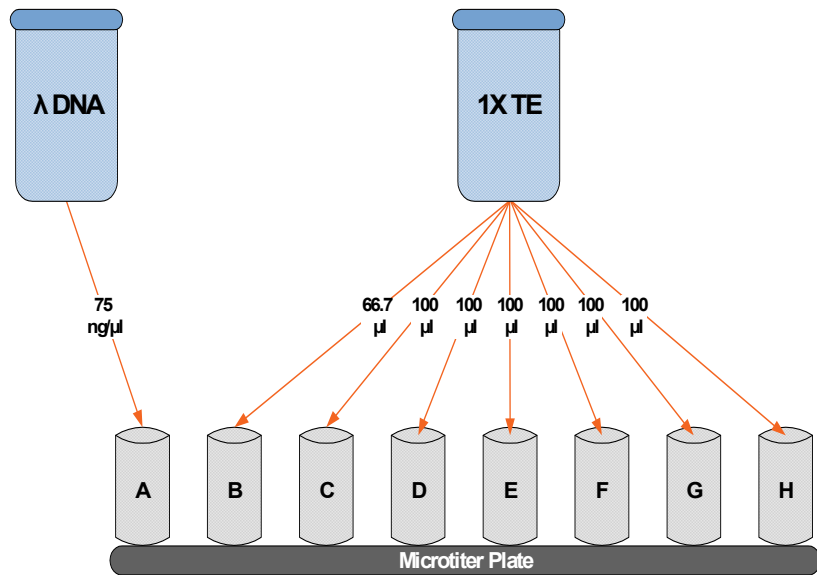 λ DNA
1X TE
75
ng/µl
66.7
µl
100
µl
100
µl
100
µl
100
µl
100
µl
100
µl
A
B
C
D
E
F
G
H
Microtiter Plate